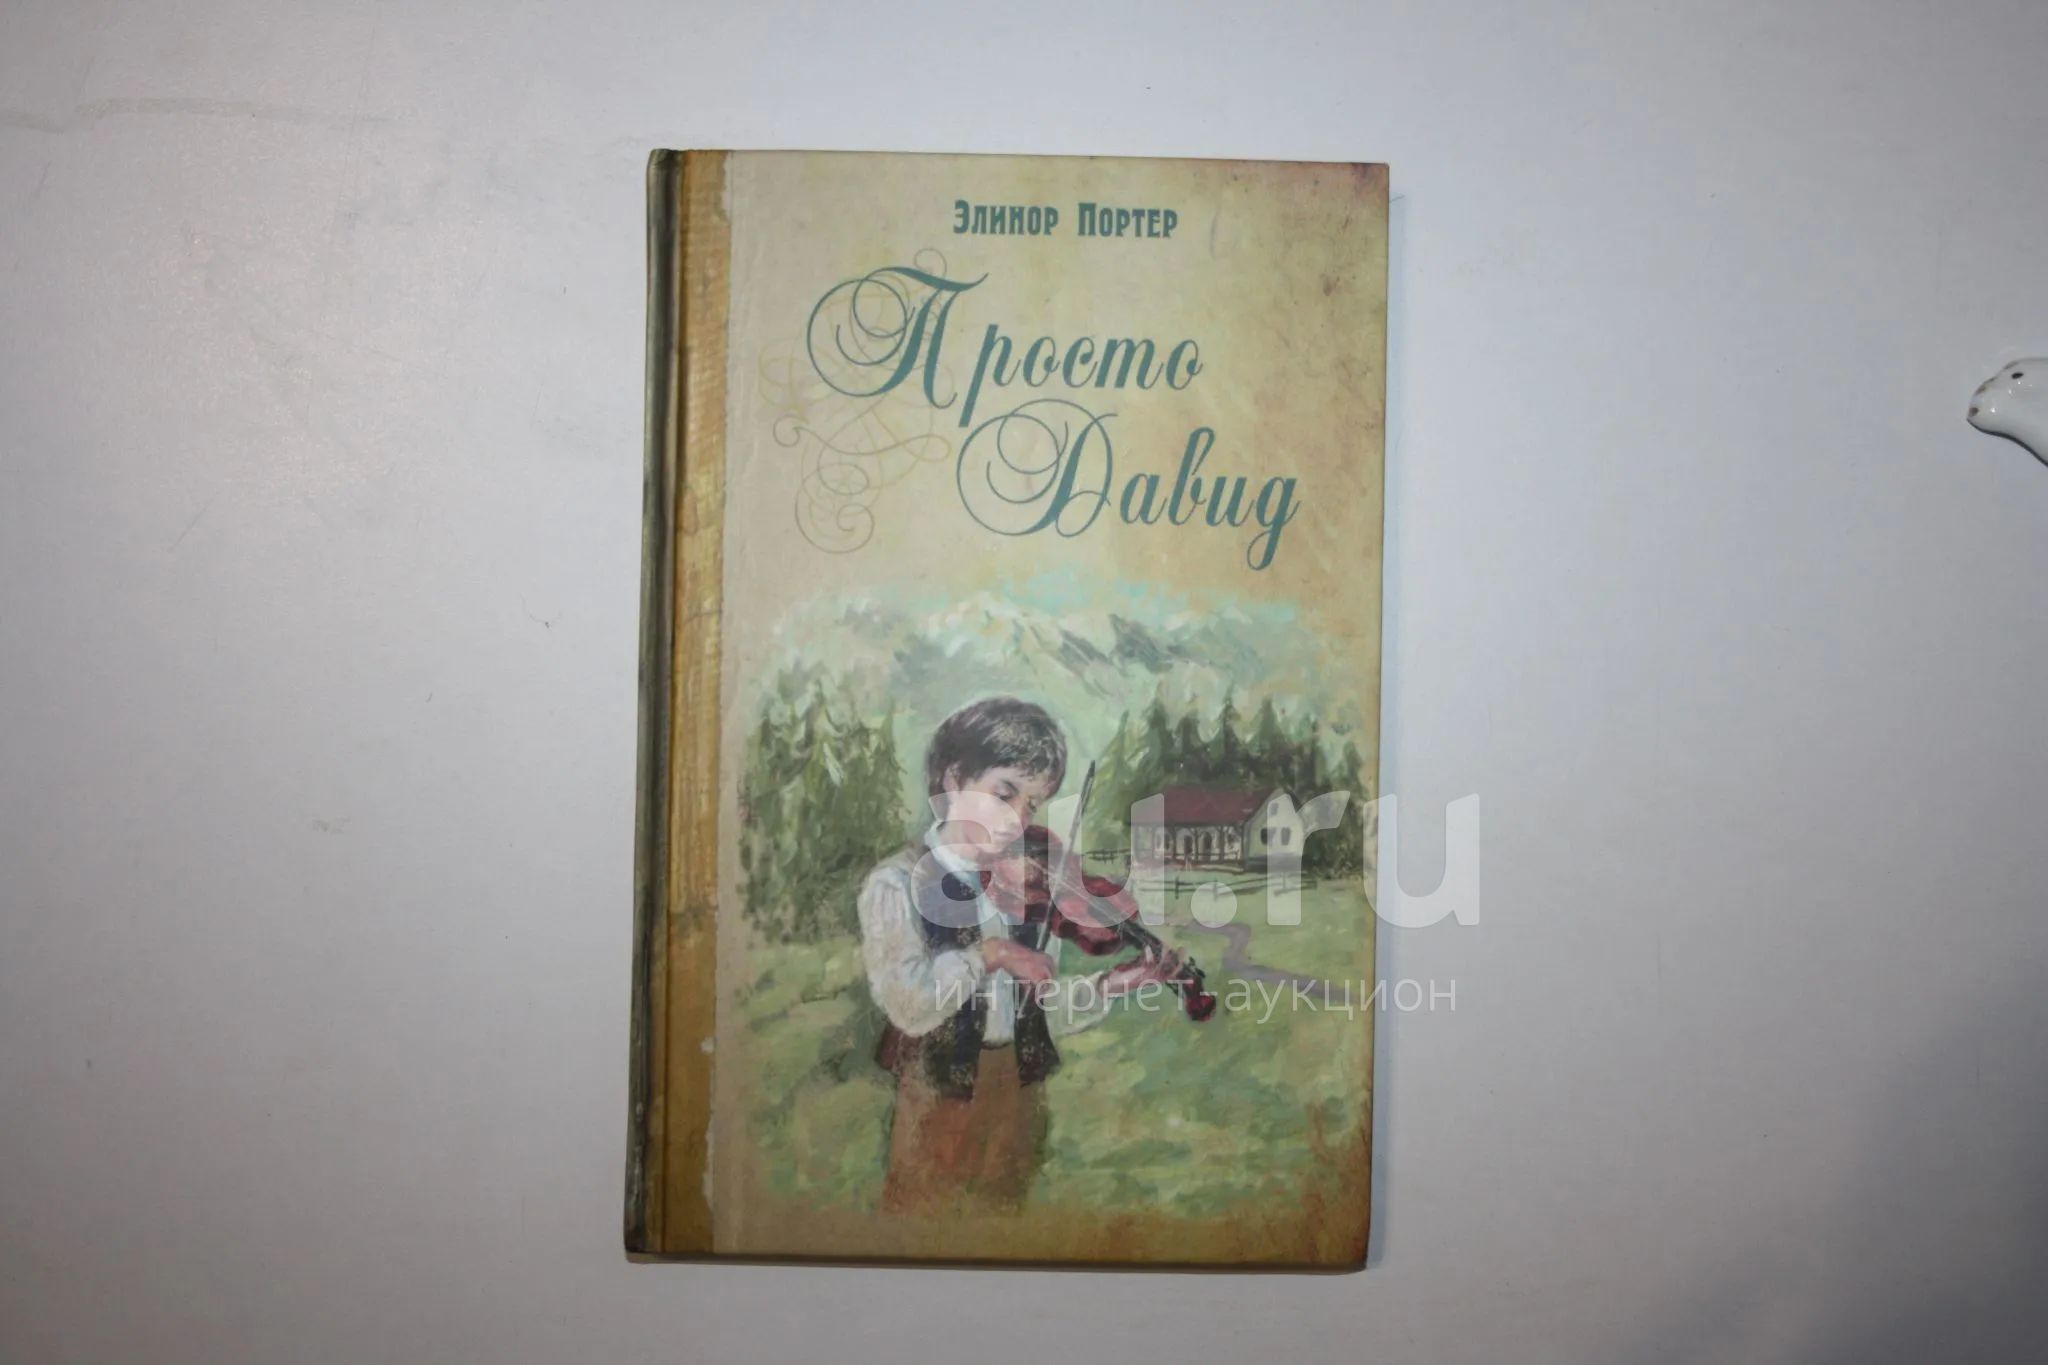 Элинор Портер
Просто
Давид
au.ru
интернет-аукцион